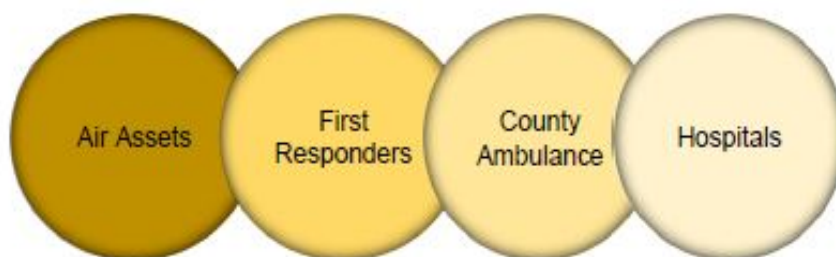 Air Assets
First
Responders
County
Ambulance
Hospitals